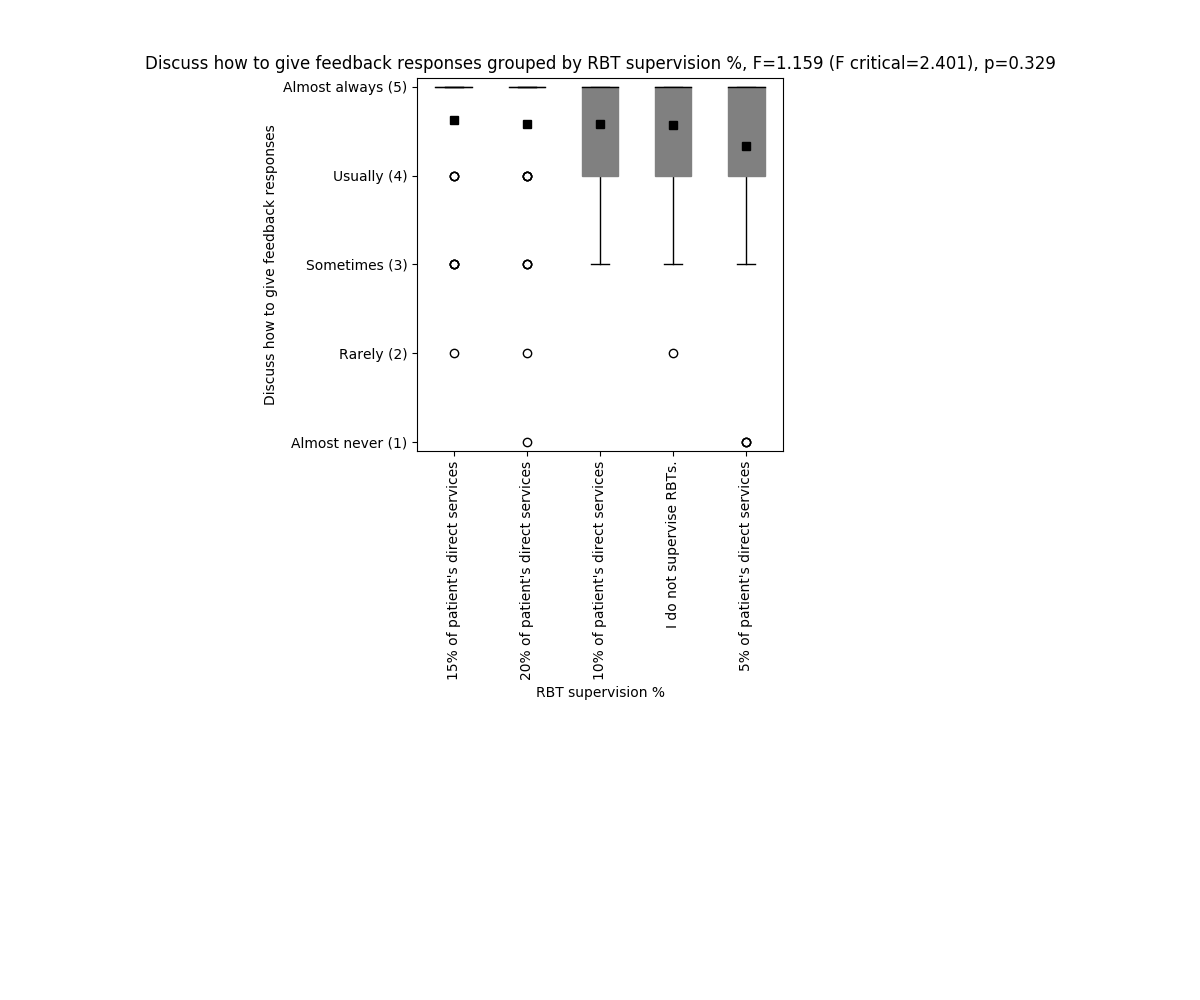 Discuss how to give feedback responses grouped by RBT supervision %, F=1.159 (F critical=2.401), p=0.329
Discuss how to give feedback responses
Almost always (5)
Usually (4)
Sometimes (3)
Rarely (2)
Almost never (1)
15% of patient's direct services
20% of patient's direct services
10% of patient's direct services
I do not supervise RBTs.
5% of patient's direct services
RBT supervision %